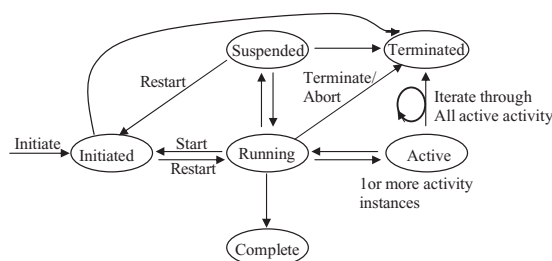 Suspended
Terminated
Restart
Terminate/
Abort
Iterate through
All active activity
Initiate
Initiated
Start
Restart
Running
Active
1or more activity
instances
Complete